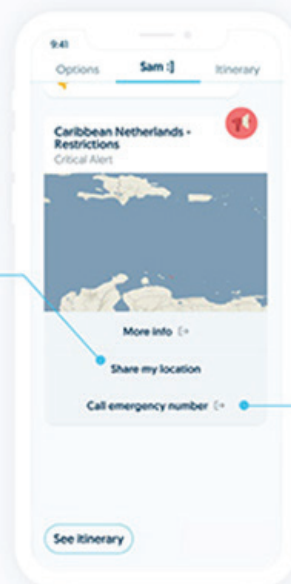 9:41
Options Sam :] Itinerary
Caribbean Netherlands -
Restrictions
Critical Alert
More info
Share my location
Call emergency number
See itinerary